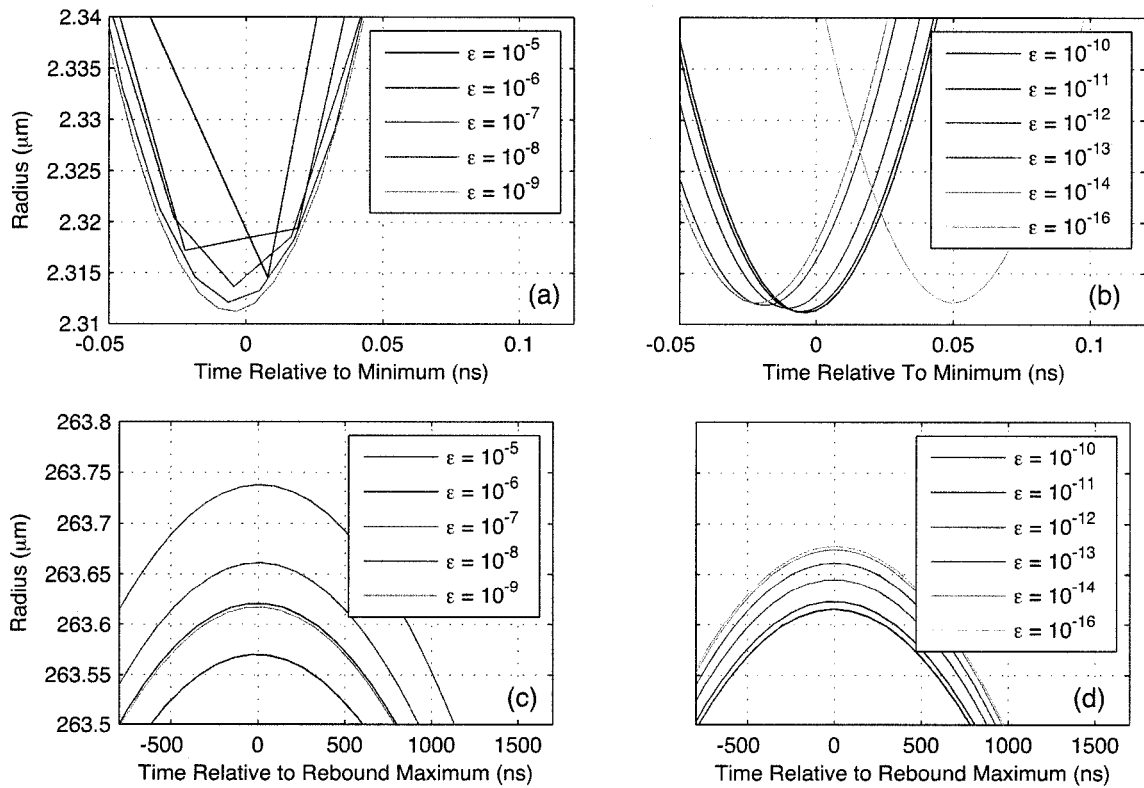 2.34
2.335
2.33
2.325
2.32
2.315
2.31
Radius (μm)
-0.05
0
0.05
0.1
Time Relative to Minimum (ns)
ε = 10⁻⁵
ε = 10⁻⁶
ε = 10⁻⁷
ε = 10⁻⁸
ε = 10⁻⁹
(a)
-0.05
0
0.05
0.1
Time Relative To Minimum (ns)
ε = 10⁻¹⁰
ε = 10⁻¹¹
ε = 10⁻¹²
ε = 10⁻¹³
ε = 10⁻¹⁴
ε = 10⁻¹⁶
(b)
263.8
263.75
263.7
263.65
263.6
263.55
263.5
Radius (μm)
-500
0
500
1000
1500
Time Relative to Rebound Maximum (ns)
ε = 10⁻⁵
ε = 10⁻⁶
ε = 10⁻⁷
ε = 10⁻⁸
ε = 10⁻⁹
(c)
-500
0
500
1000
1500
Time Relative to Rebound Maximum (ns)
ε = 10⁻¹⁰
ε = 10⁻¹¹
ε = 10⁻¹²
ε = 10⁻¹³
ε = 10⁻¹⁴
ε = 10⁻¹⁶
(d)